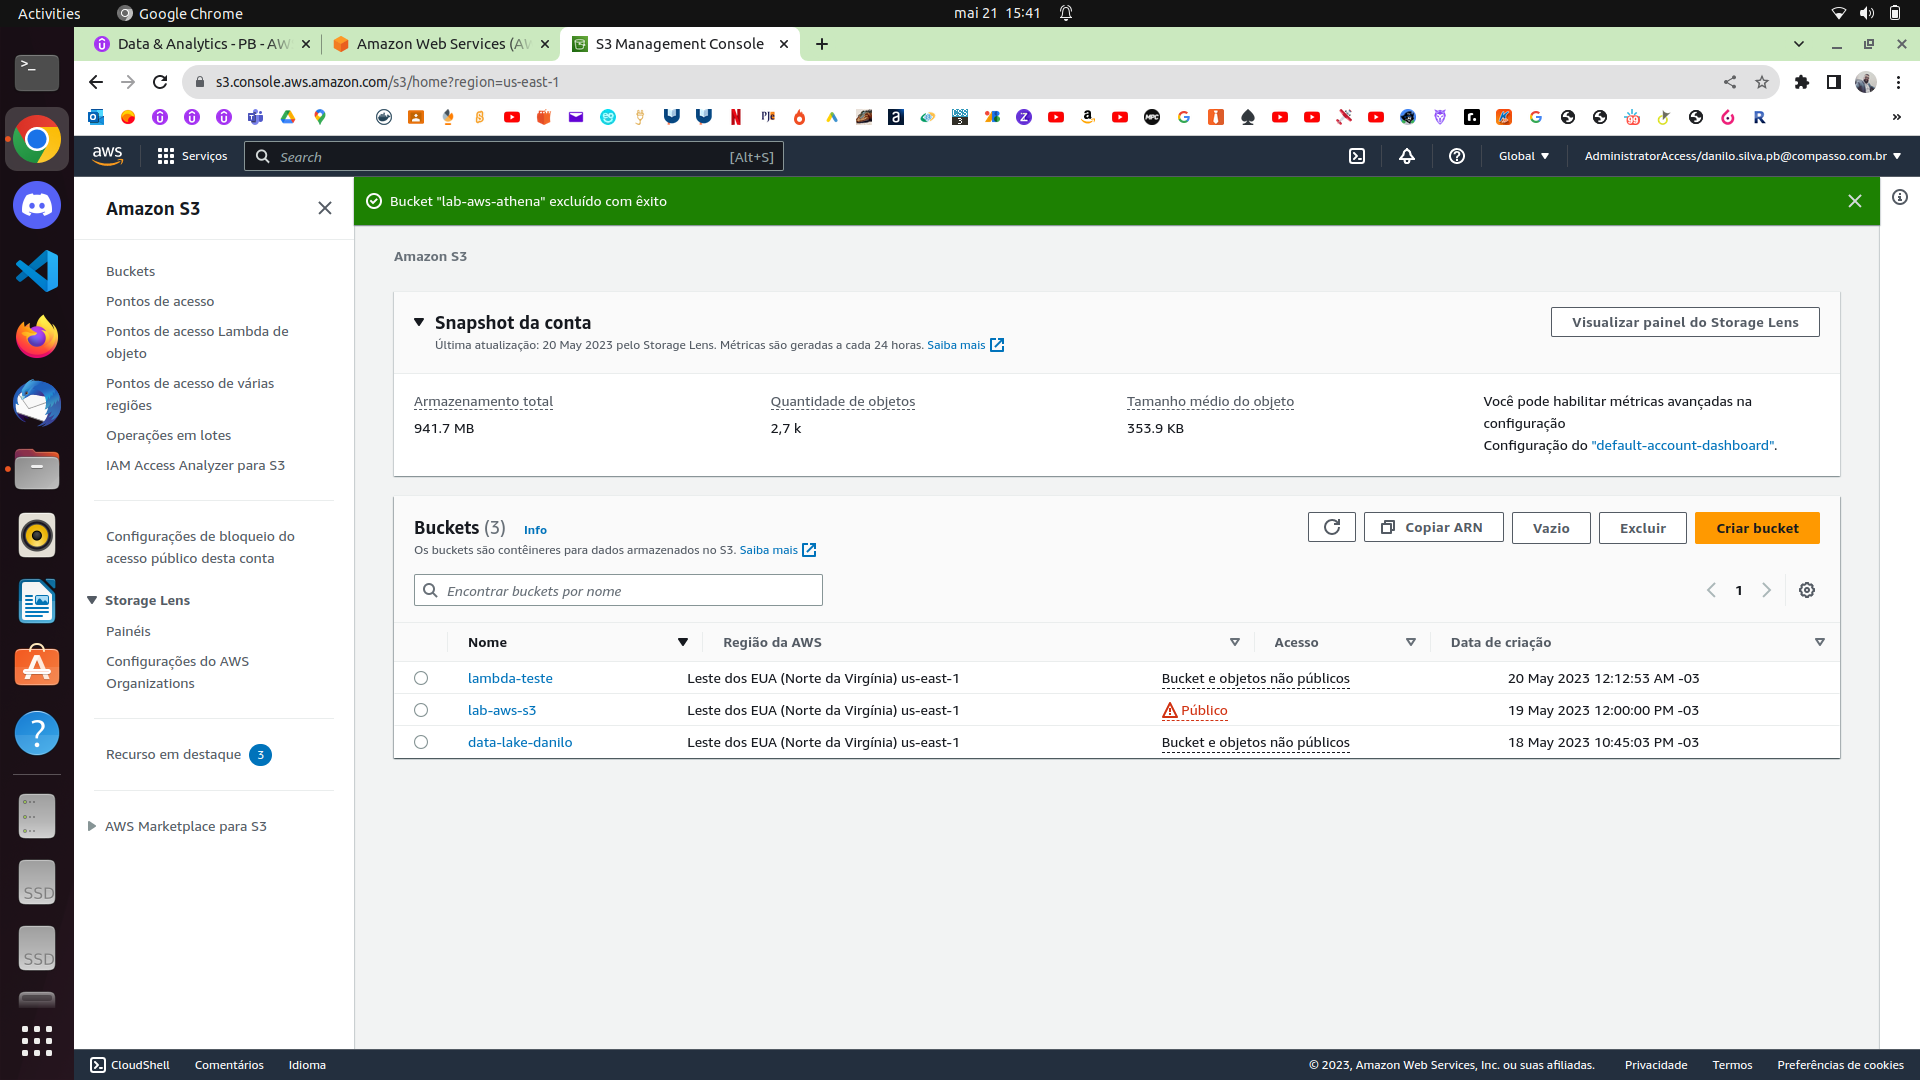 Activities
Google Chrome
mai 21 15:41
Data & Analytics - PB - AW
Amazon Web Services (AW
S3 Management Console
s3.console.aws.amazon.com/s3/home?region=us-east-1
aws
Serviços
Search
[Alt+S]
Global
AdministratorAccess/danilo.silva.pb@compasso.com.br
Amazon S3
Bucket "lab-aws-athena" excluído com êxito
Buckets
Pontos de acesso
Pontos de acesso Lambda de
objeto
Pontos de acesso de várias
regiões
Operações em lotes
IAM Access Analyzer para S3
Configurações de bloqueio do
acesso público desta conta
Storage Lens
Painéis
Configurações do AWS
Organizations
Recurso em destaque 3
AWS Marketplace para S3
Amazon S3
Snapshot da conta
Visualizar painel do Storage Lens
Última atualização: 20 May 2023 pelo Storage Lens. Métricas são geradas a cada 24 horas. Saiba mais
Armazenamento total
941.7 MB
Quantidade de objetos
2,7 k
Tamanho médio do objeto
353.9 KB
Você pode habilitar métricas avançadas na
configuração
Configuração do "default-account-dashboard".
Buckets (3) Info
Os buckets são contêineres para dados armazenados no S3. Saiba mais
Copiar ARN
Vazio
Excluir
Criar bucket
Encontrar buckets por nome
1
Nome Região da AWS Acesso Data de criação
lambda-teste Leste dos EUA (Norte da Virgínia) us-east-1 Bucket e objetos não públicos 20 May 2023 12:12:53 AM -03
lab-aws-s3 Leste dos EUA (Norte da Virgínia) us-east-1 Público 19 May 2023 12:00:00 PM -03
data-lake-danilo Leste dos EUA (Norte da Virgínia) us-east-1 Bucket e objetos não públicos 18 May 2023 10:45:03 PM -03
SSD
SSD
CloudShell
Comentários
Idioma
© 2023, Amazon Web Services, Inc. ou suas afiliadas.
Privacidade
Termos
Preferências de cookies